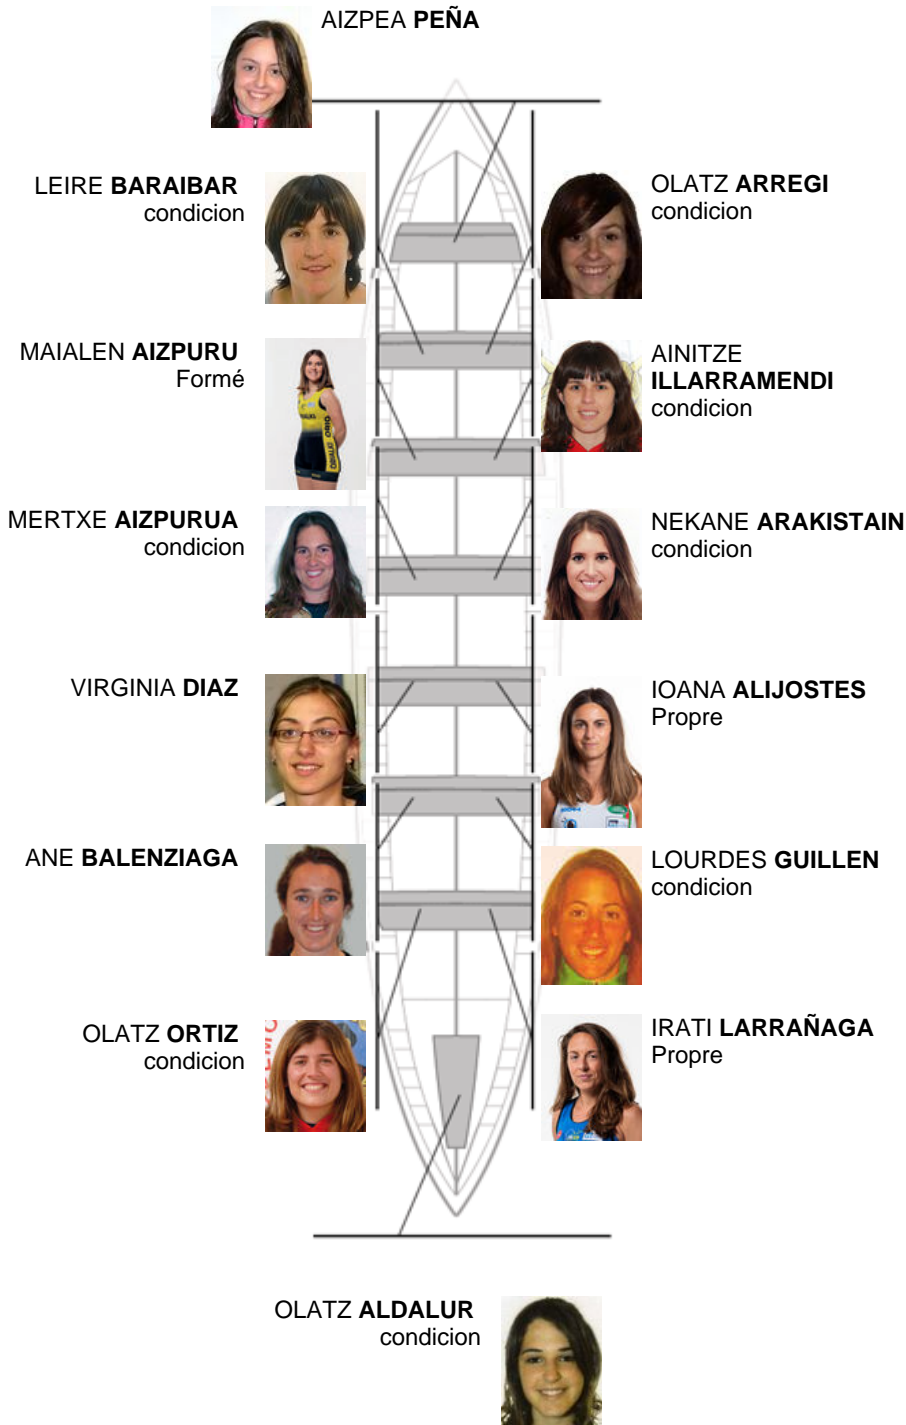 AIZPEA PEÑA
LEIRE BARAIBAR
condicion
OLATZ ARREGI
condicion
MAIALEN AIZPURU
Formé
AINITZE
ILLARRAMENDI
condicion
MERTXE AIZPURUA
condicion
NEKANE ARAKISTAIN
condicion
VIRGINIA DIAZ
IOANA ALIJOSTES
Propre
ANE BALENZIAGA
LOURDES GUILLEN
condicion
OLATZ ORTIZ
condicion
IRATI LARRAÑAGA
Propre
OLATZ ALDALUR
condicion